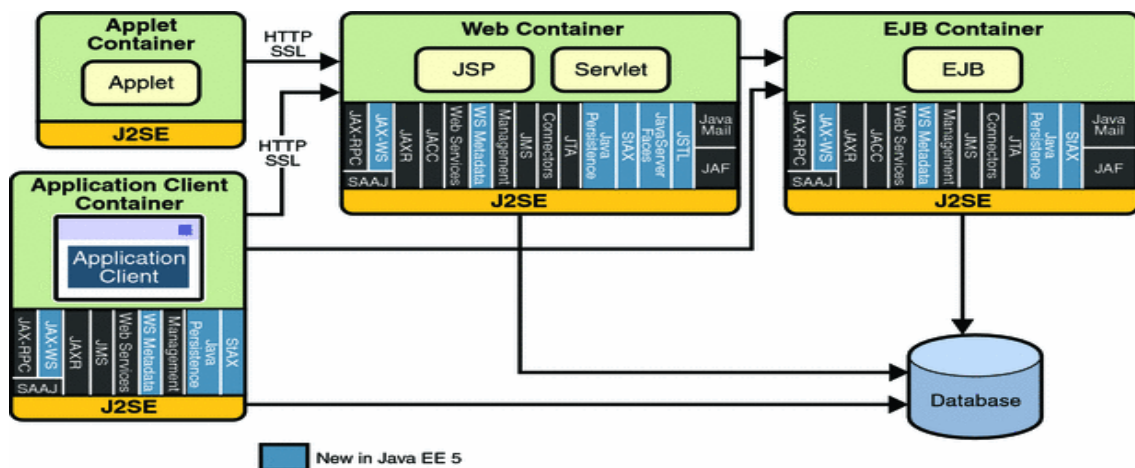 Applet
Container
Applet
J2SE
HTTP
SSL
HTTP
SSL
Web Container
JSP
Servlet
JAX-RPC
JAX-WS
SAAJ
JAXR
JACC
Web Services
WS Metadata
Management
JMS
Connectors
JTA
Java
Persistence
StAX
JavaServer
Faces
JSTL
Java
Mail
JAF
J2SE
EJB Container
EJB
JAX-RPC
JAX-WS
SAAJ
JAXR
JACC
Web Services
WS Metadata
Management
JMS
Connectors
JTA
Java
Persistence
StAX
Java
Mail
JAF
J2SE
Application Client
Container
Application
Client
JAX-RPC
JAX-WS
SAAJ
JAXR
JMS
Web Services
WS Metadata
Management
Java
Persistence
StAX
J2SE
Database
New in Java EE 5